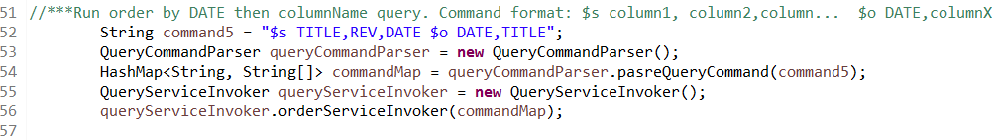 51 //***Run order by DATE then columnName query. Command format: $s column1, column2,column...  $o DATE,columnX
52 String command5 = "$s TITLE,REV,DATE $o DATE,TITLE";
53 QueryCommandParser queryCommandParser = new QueryCommandParser();
54 HashMap<String, String[]> commandMap = queryCommandParser.pasreQueryCommand(command5);
55 QueryServiceInvoker queryServiceInvoker = new QueryServiceInvoker();
56 queryServiceInvoker.orderServiceInvoker(commandMap);
57